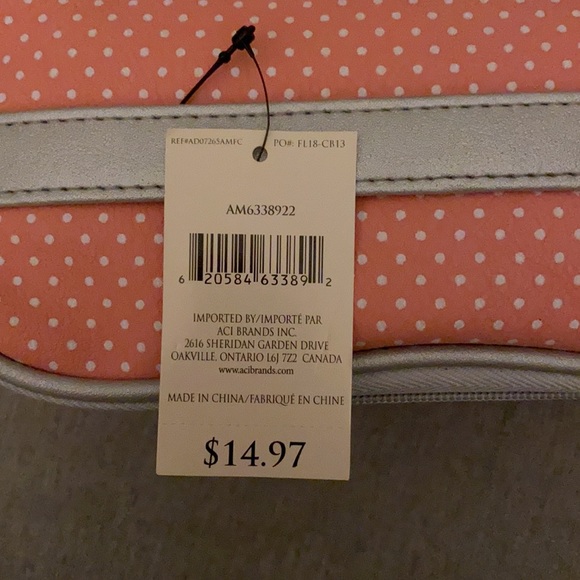 REF#AD07265AMFC PO#: FL18-CB13
AM6338922
6 20584 63389 2
IMPORTED BY/IMPORTÉ PAR
ACI BRANDS INC.
2616 SHERIDAN GARDEN DRIVE
OAKVILLE, ONTARIO L6J 7Z2 CANADA
www.acibrands.com
MADE IN CHINA/FABRIQUÉ EN CHINE
$14.97